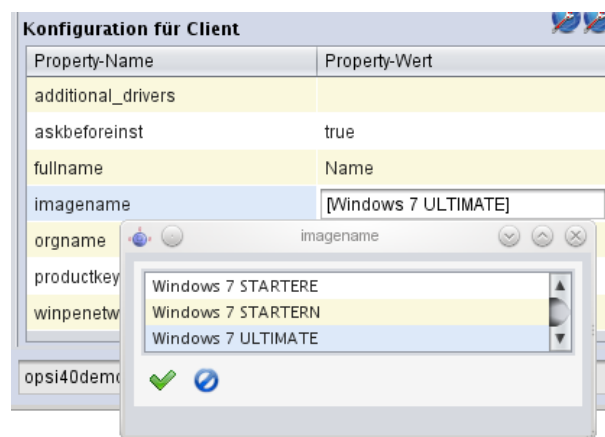 Konfiguration für Client
Property-Name Property-Wert
additional_drivers
askbeforeinst true
fullname Name
imagename [Windows 7 ULTIMATE]
orgname
imagename
productkey
Windows 7 STARTERE
winpenetw
Windows 7 STARTERN
Windows 7 ULTIMATE
opsi40demo